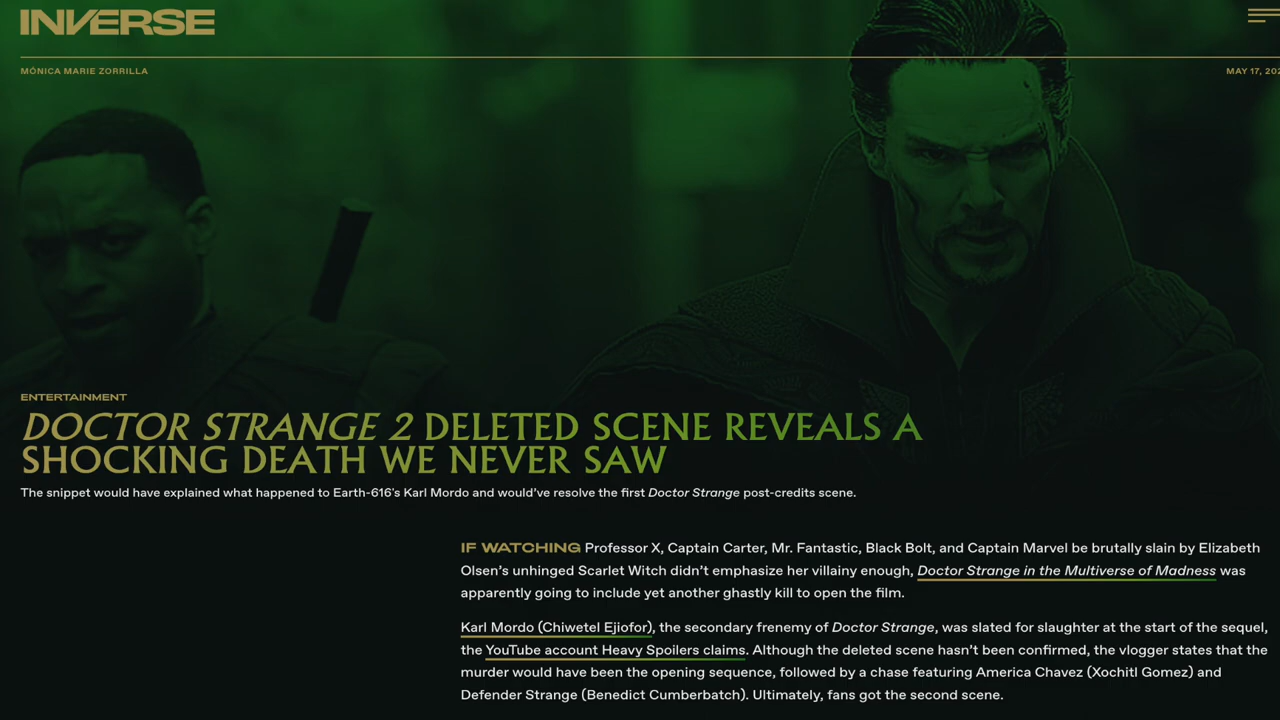 INVERSE
MÓNICA MARIE ZORRILLA
MAY 17, 202
ENTERTAINMENT
DOCTOR STRANGE 2 DELETED SCENE REVEALS A
SHOCKING DEATH WE NEVER SAW
The snippet would have explained what happened to Earth-616's Karl Mordo and would've resolve the first Doctor Strange post-credits scene.
IF WATCHING Professor X, Captain Carter, Mr. Fantastic, Black Bolt, and Captain Marvel be brutally slain by Elizabeth
Olsen's unhinged Scarlet Witch didn't emphasize her villainy enough, Doctor Strange in the Multiverse of Madness was
apparently going to include yet another ghastly kill to open the film.
Karl Mordo (Chiwetel Ejiofor), the secondary frenemy of Doctor Strange, was slated for slaughter at the start of the sequel,
the YouTube account Heavy Spoilers claims. Although the deleted scene hasn't been confirmed, the vlogger states that the
murder would have been the opening sequence, followed by a chase featuring America Chavez (Xochitl Gomez) and
Defender Strange (Benedict Cumberbatch). Ultimately, fans got the second scene.